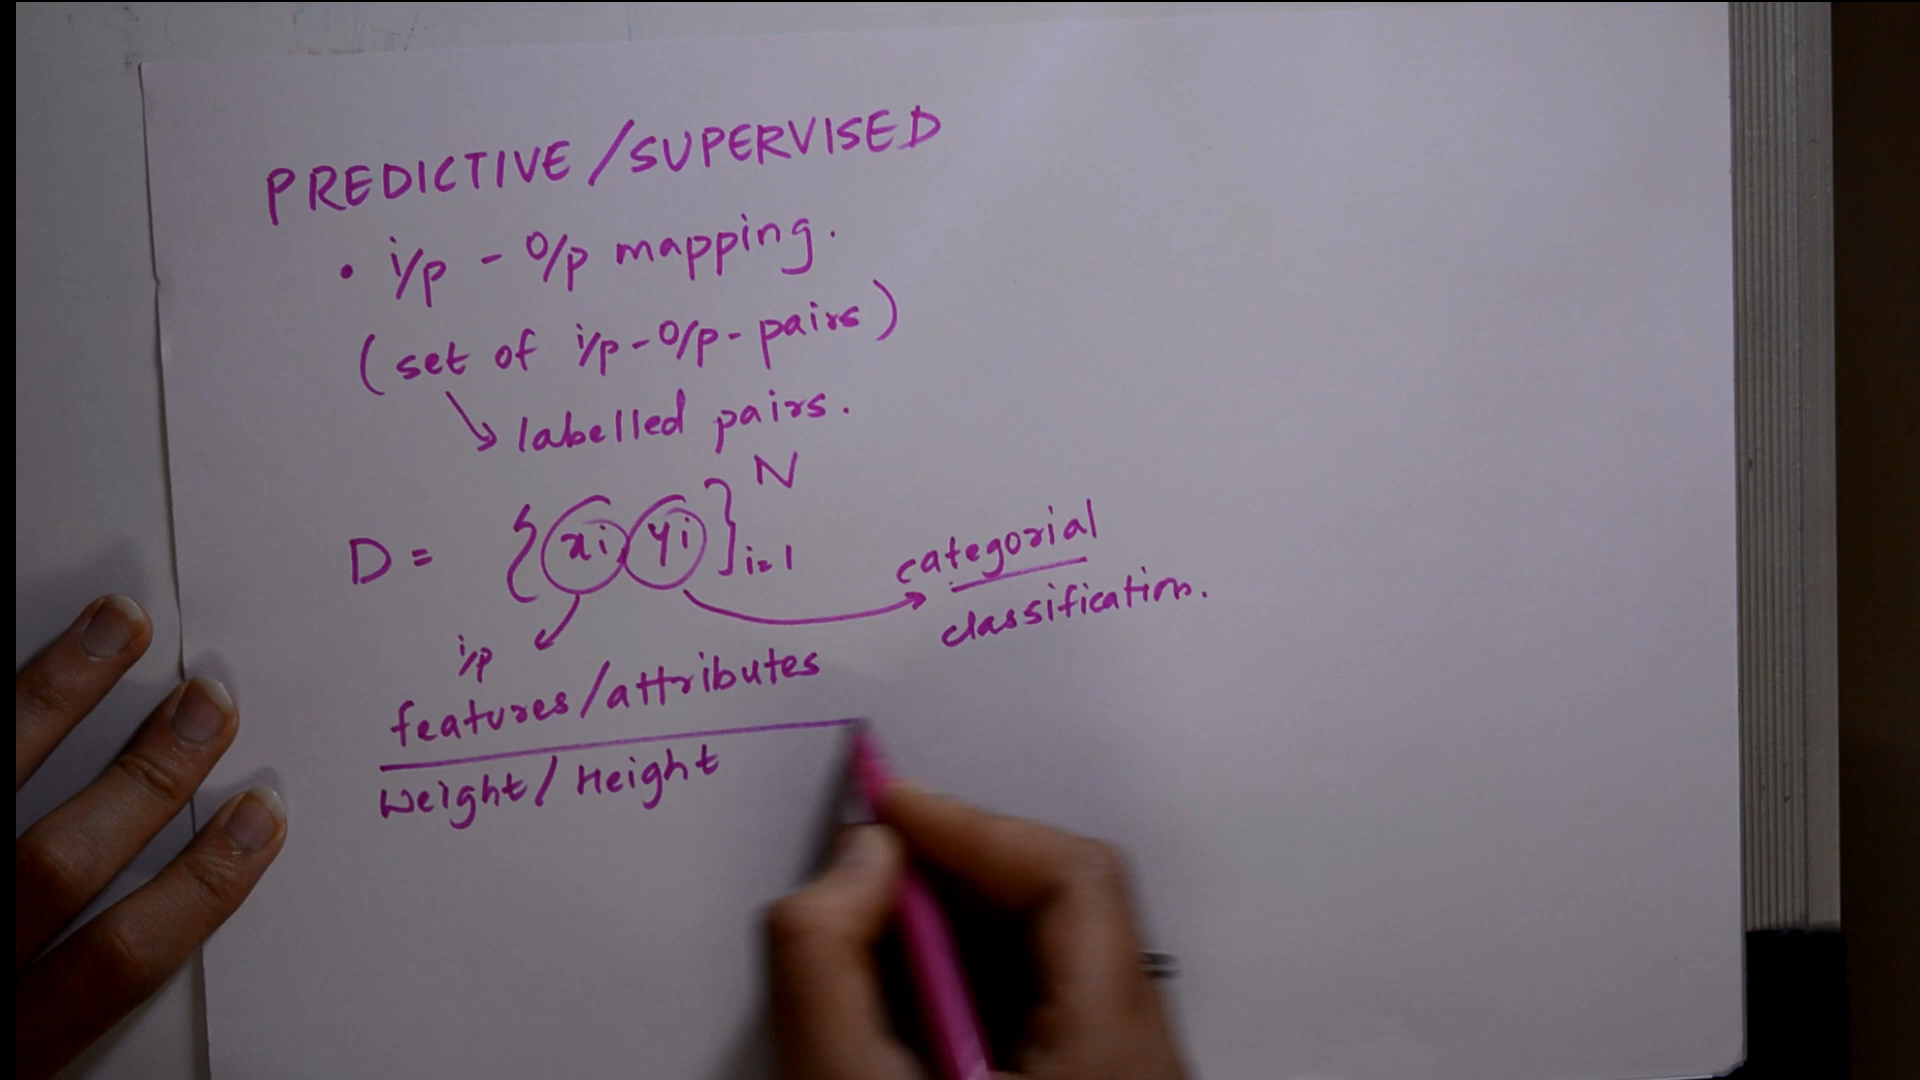 PREDICTIVE/SUPERVISED
• i/p - o/p mapping.
(set of i/p-o/p-pairs)
labelled pairs.
D = {xi yi}
N
i=1
categorial
classification.
i/p
features/attributes
Weight/Height